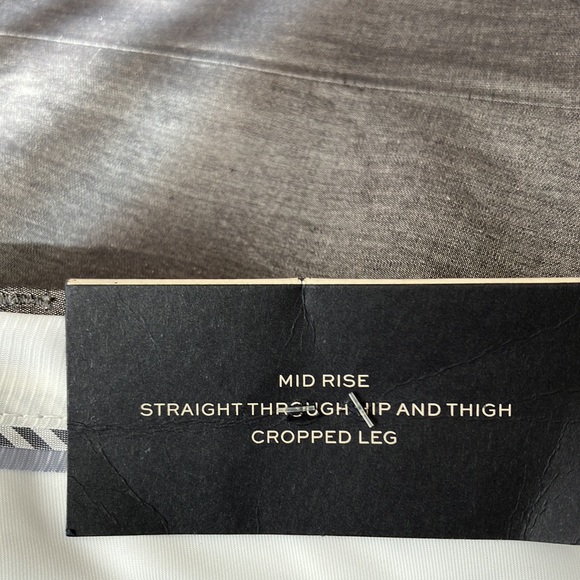 MID RISE
STRAIGHT THROUGH HIP AND THIGH
CROPPED LEG